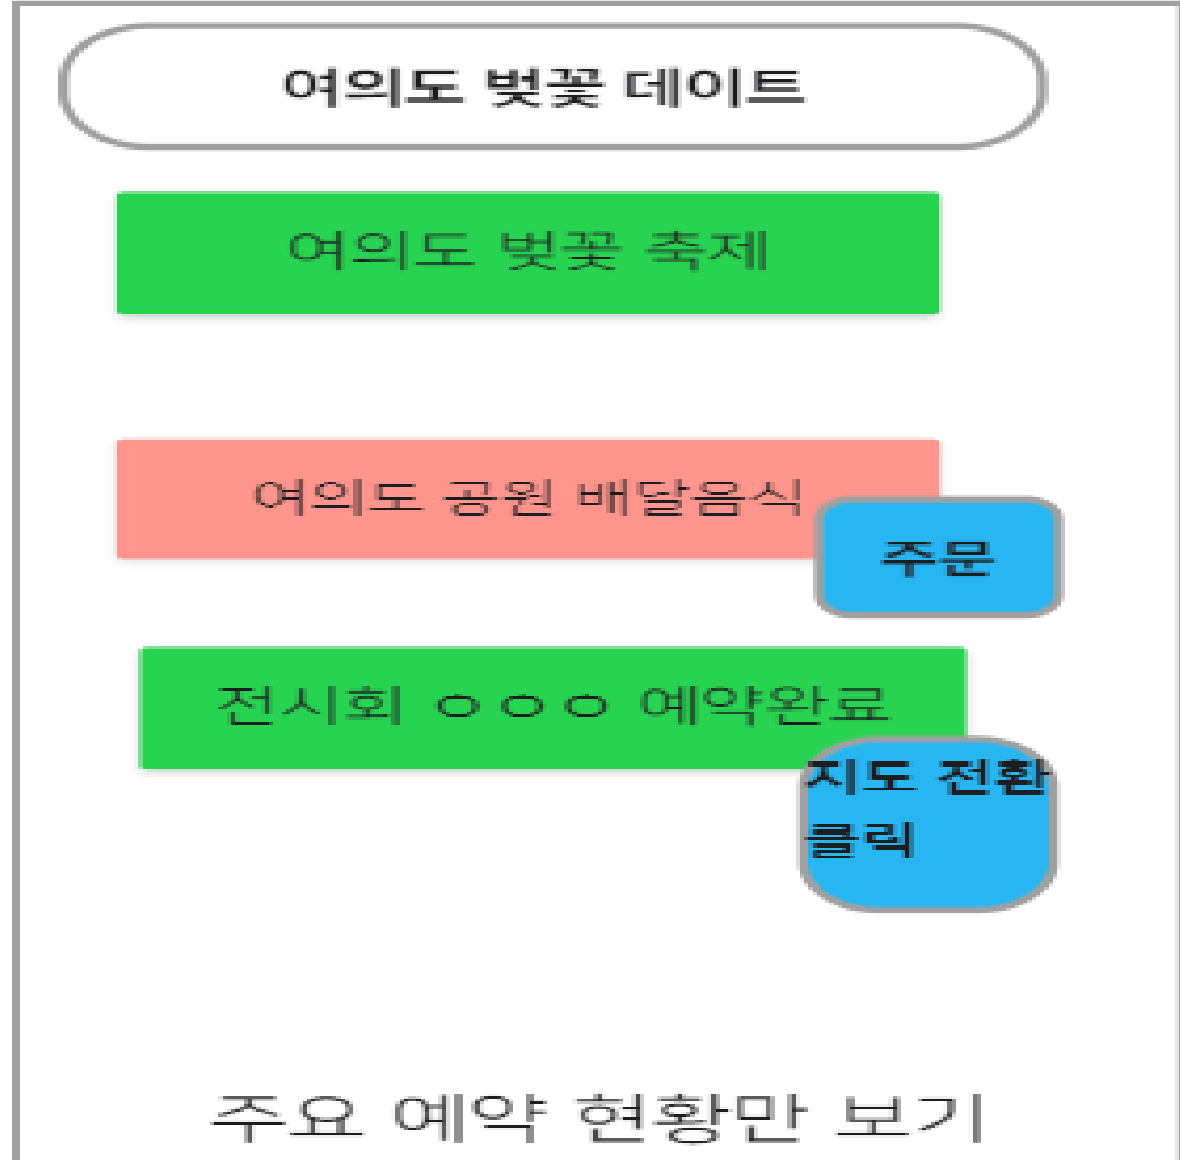 여의도 벚꽃 데이트
여의도 벚꽃 축제
여의도 공원 배달음식
주문
전시회 ㅇㅇㅇ 예약완료
지도 전환
클릭
주요 예약 현황만 보기